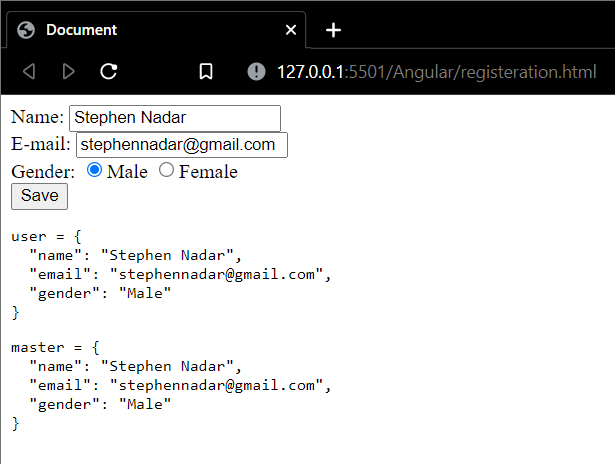 Document
127.0.0.1:5501/Angular/registeration.html
Name: Stephen Nadar
E-mail: stephennadar@gmail.com
Gender: Male Female
Save
user = {
  "name": "Stephen Nadar",
  "email": "stephennadar@gmail.com",
  "gender": "Male"
}
master = {
  "name": "Stephen Nadar",
  "email": "stephennadar@gmail.com",
  "gender": "Male"
}